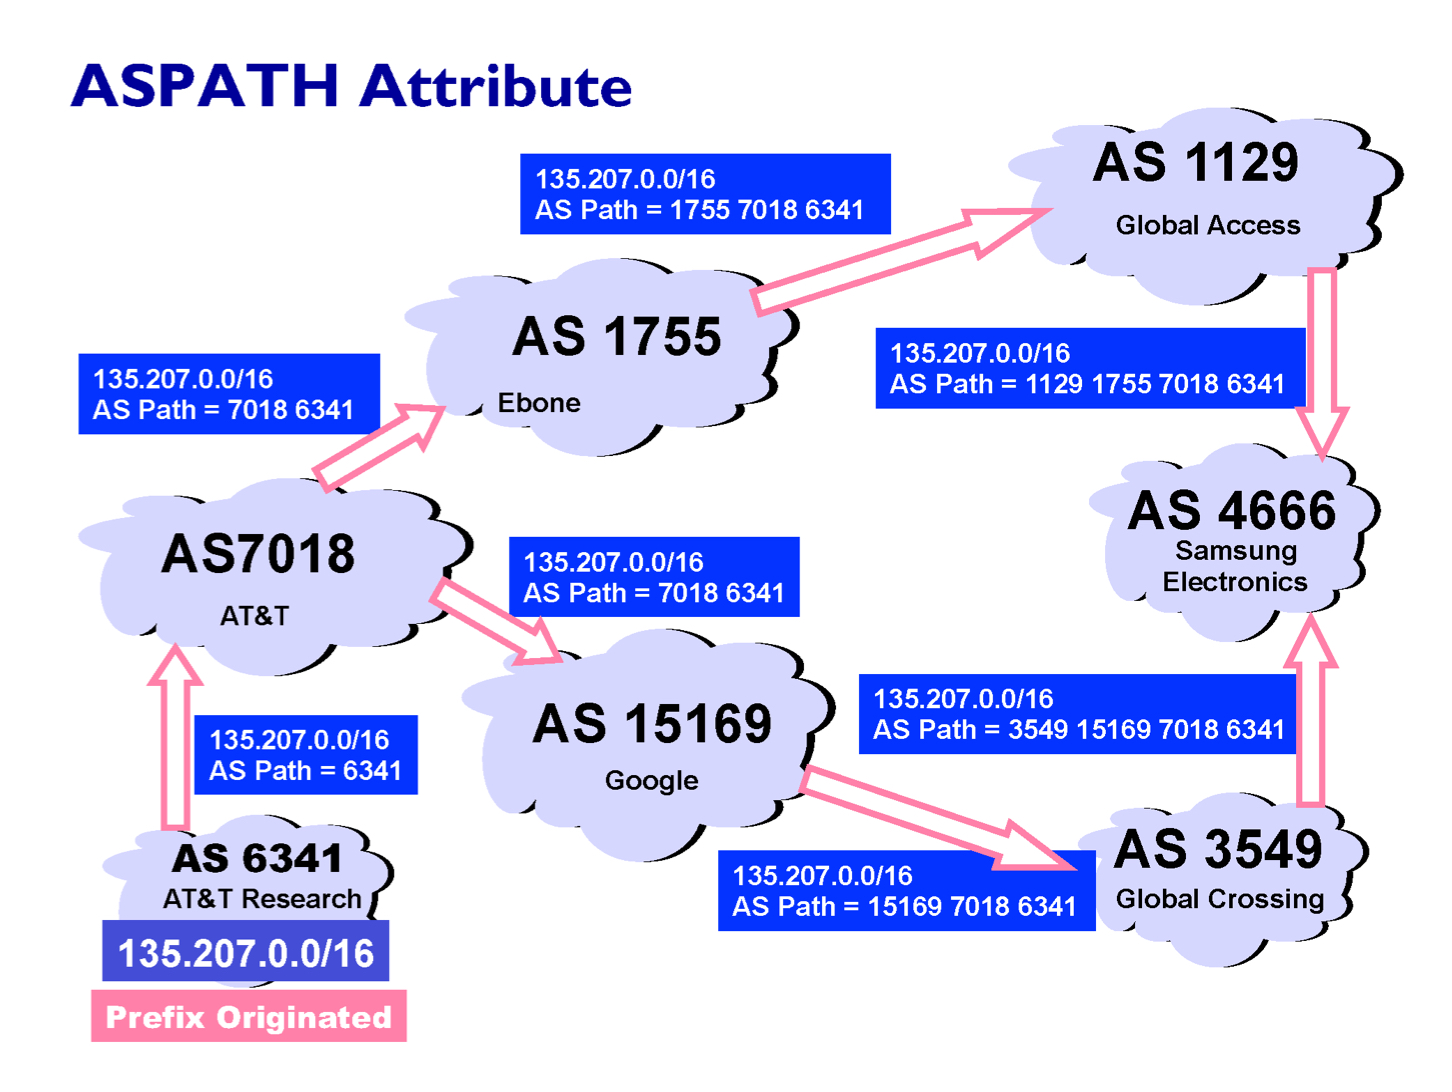 ASPATH Attribute
135.207.0.0/16
AS Path = 1755 7018 6341
AS 1129
Global Access
AS 1755
Ebone
135.207.0.0/16
AS Path = 1129 1755 7018 6341
135.207.0.0/16
AS Path = 7018 6341
AS 4666
Samsung
Electronics
AS7018
AT&T
135.207.0.0/16
AS Path = 7018 6341
AS 15169
Google
135.207.0.0/16
AS Path = 3549 15169 7018 6341
135.207.0.0/16
AS Path = 6341
AS 6341
AT&T Research
135.207.0.0/16
Prefix Originated
135.207.0.0/16
AS Path = 15169 7018 6341
AS 3549
Global Crossing